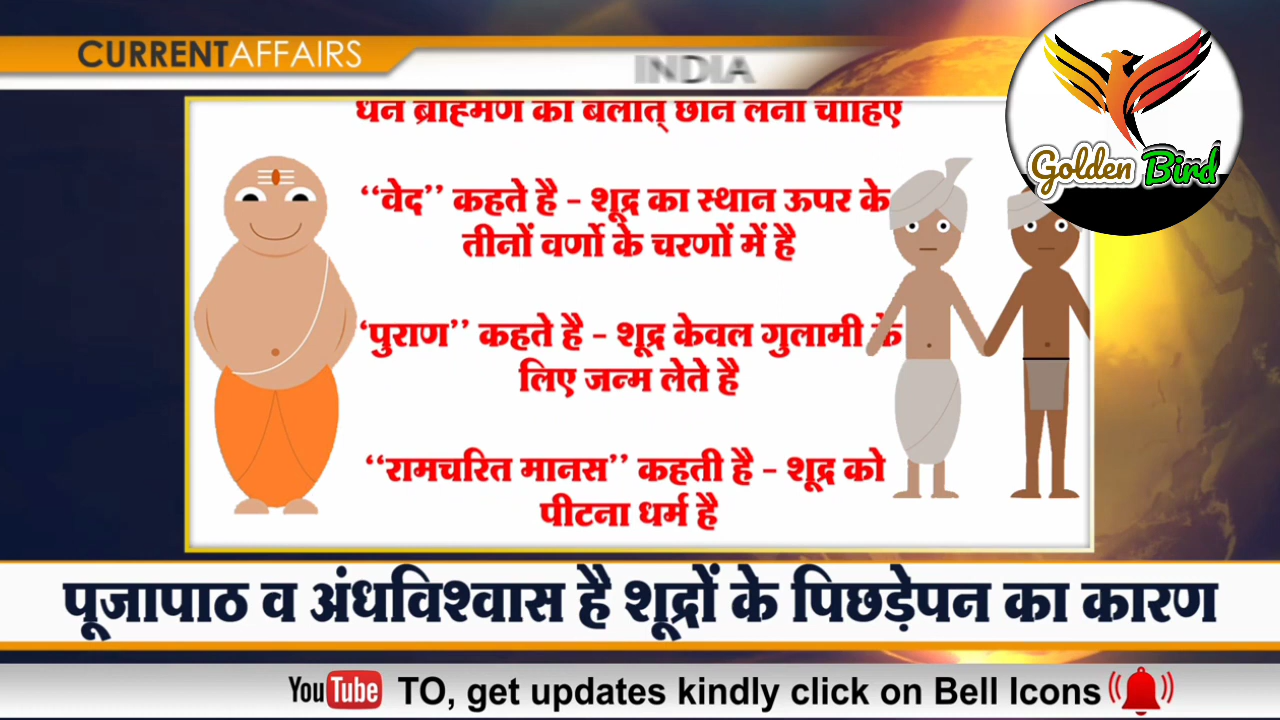 CURRENTAFFAIRS
INDIA
Golden Bird
धन ब्राह्मण को बलात् छीन लेना चाहिए
‘‘वेद’’ कहते है - शूद्र का स्थान ऊपर के
तीनों वर्णो के चरणों में है
‘पुराण’’ कहते है - शूद्र केवल गुलामी के
लिए जन्म लेते है
‘‘रामचरित मानस’’ कहती है - शूद्र को
पीटना धर्म है
पूजापाठ व अंधविश्वास है शूद्रों के पिछड़ेपन का कारण
YouTube TO, get updates kindly click on Bell Icons